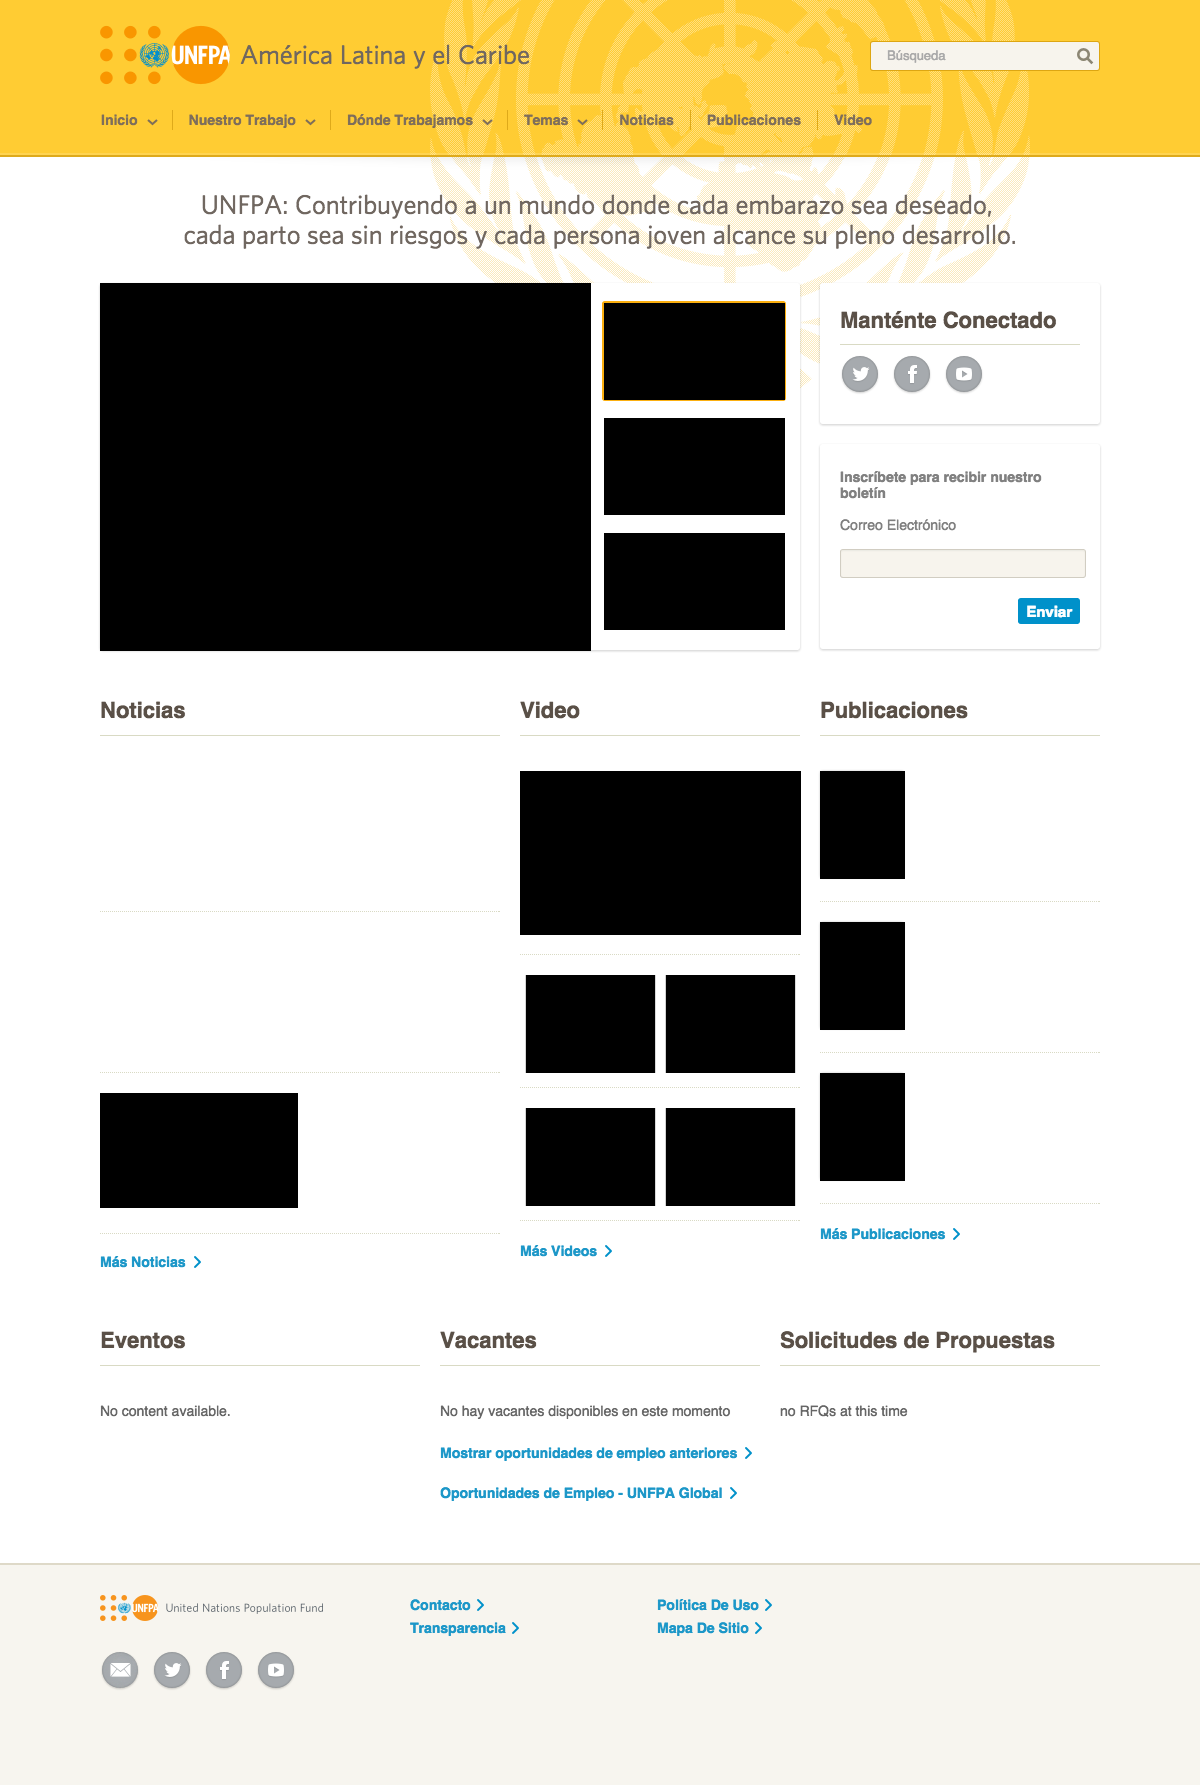 UNFPA América Latina y el Caribe
Búsqueda
Inicio Nuestro Trabajo Dónde Trabajamos Temas Noticias Publicaciones Video
UNFPA: Contribuyendo a un mundo donde cada embarazo sea deseado,
cada parto sea sin riesgos y cada persona joven alcance su pleno desarrollo.
Manténte Conectado
Inscríbete para recibir nuestro
boletín
Correo Electrónico
Enviar
Noticias
Más Noticias
Video
Más Videos
Publicaciones
Más Publicaciones
Eventos
No content available.
Vacantes
No hay vacantes disponibles en este momento
Mostrar oportunidades de empleo anteriores
Oportunidades de Empleo - UNFPA Global
Solicitudes de Propuestas
no RFQs at this time
UNFPA United Nations Population Fund
Contacto
Transparencia
Política De Uso
Mapa De Sitio